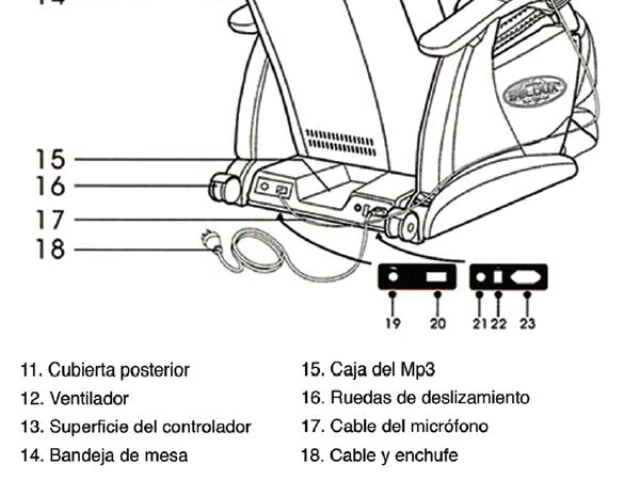 14
15
16
17
18
19 20 21 22 23
11. Cubierta posterior
12. Ventilador
13. Superficie del controlador
14. Bandeja de mesa
15. Caja del Mp3
16. Ruedas de deslizamiento
17. Cable del micrófono
18. Cable y enchufe